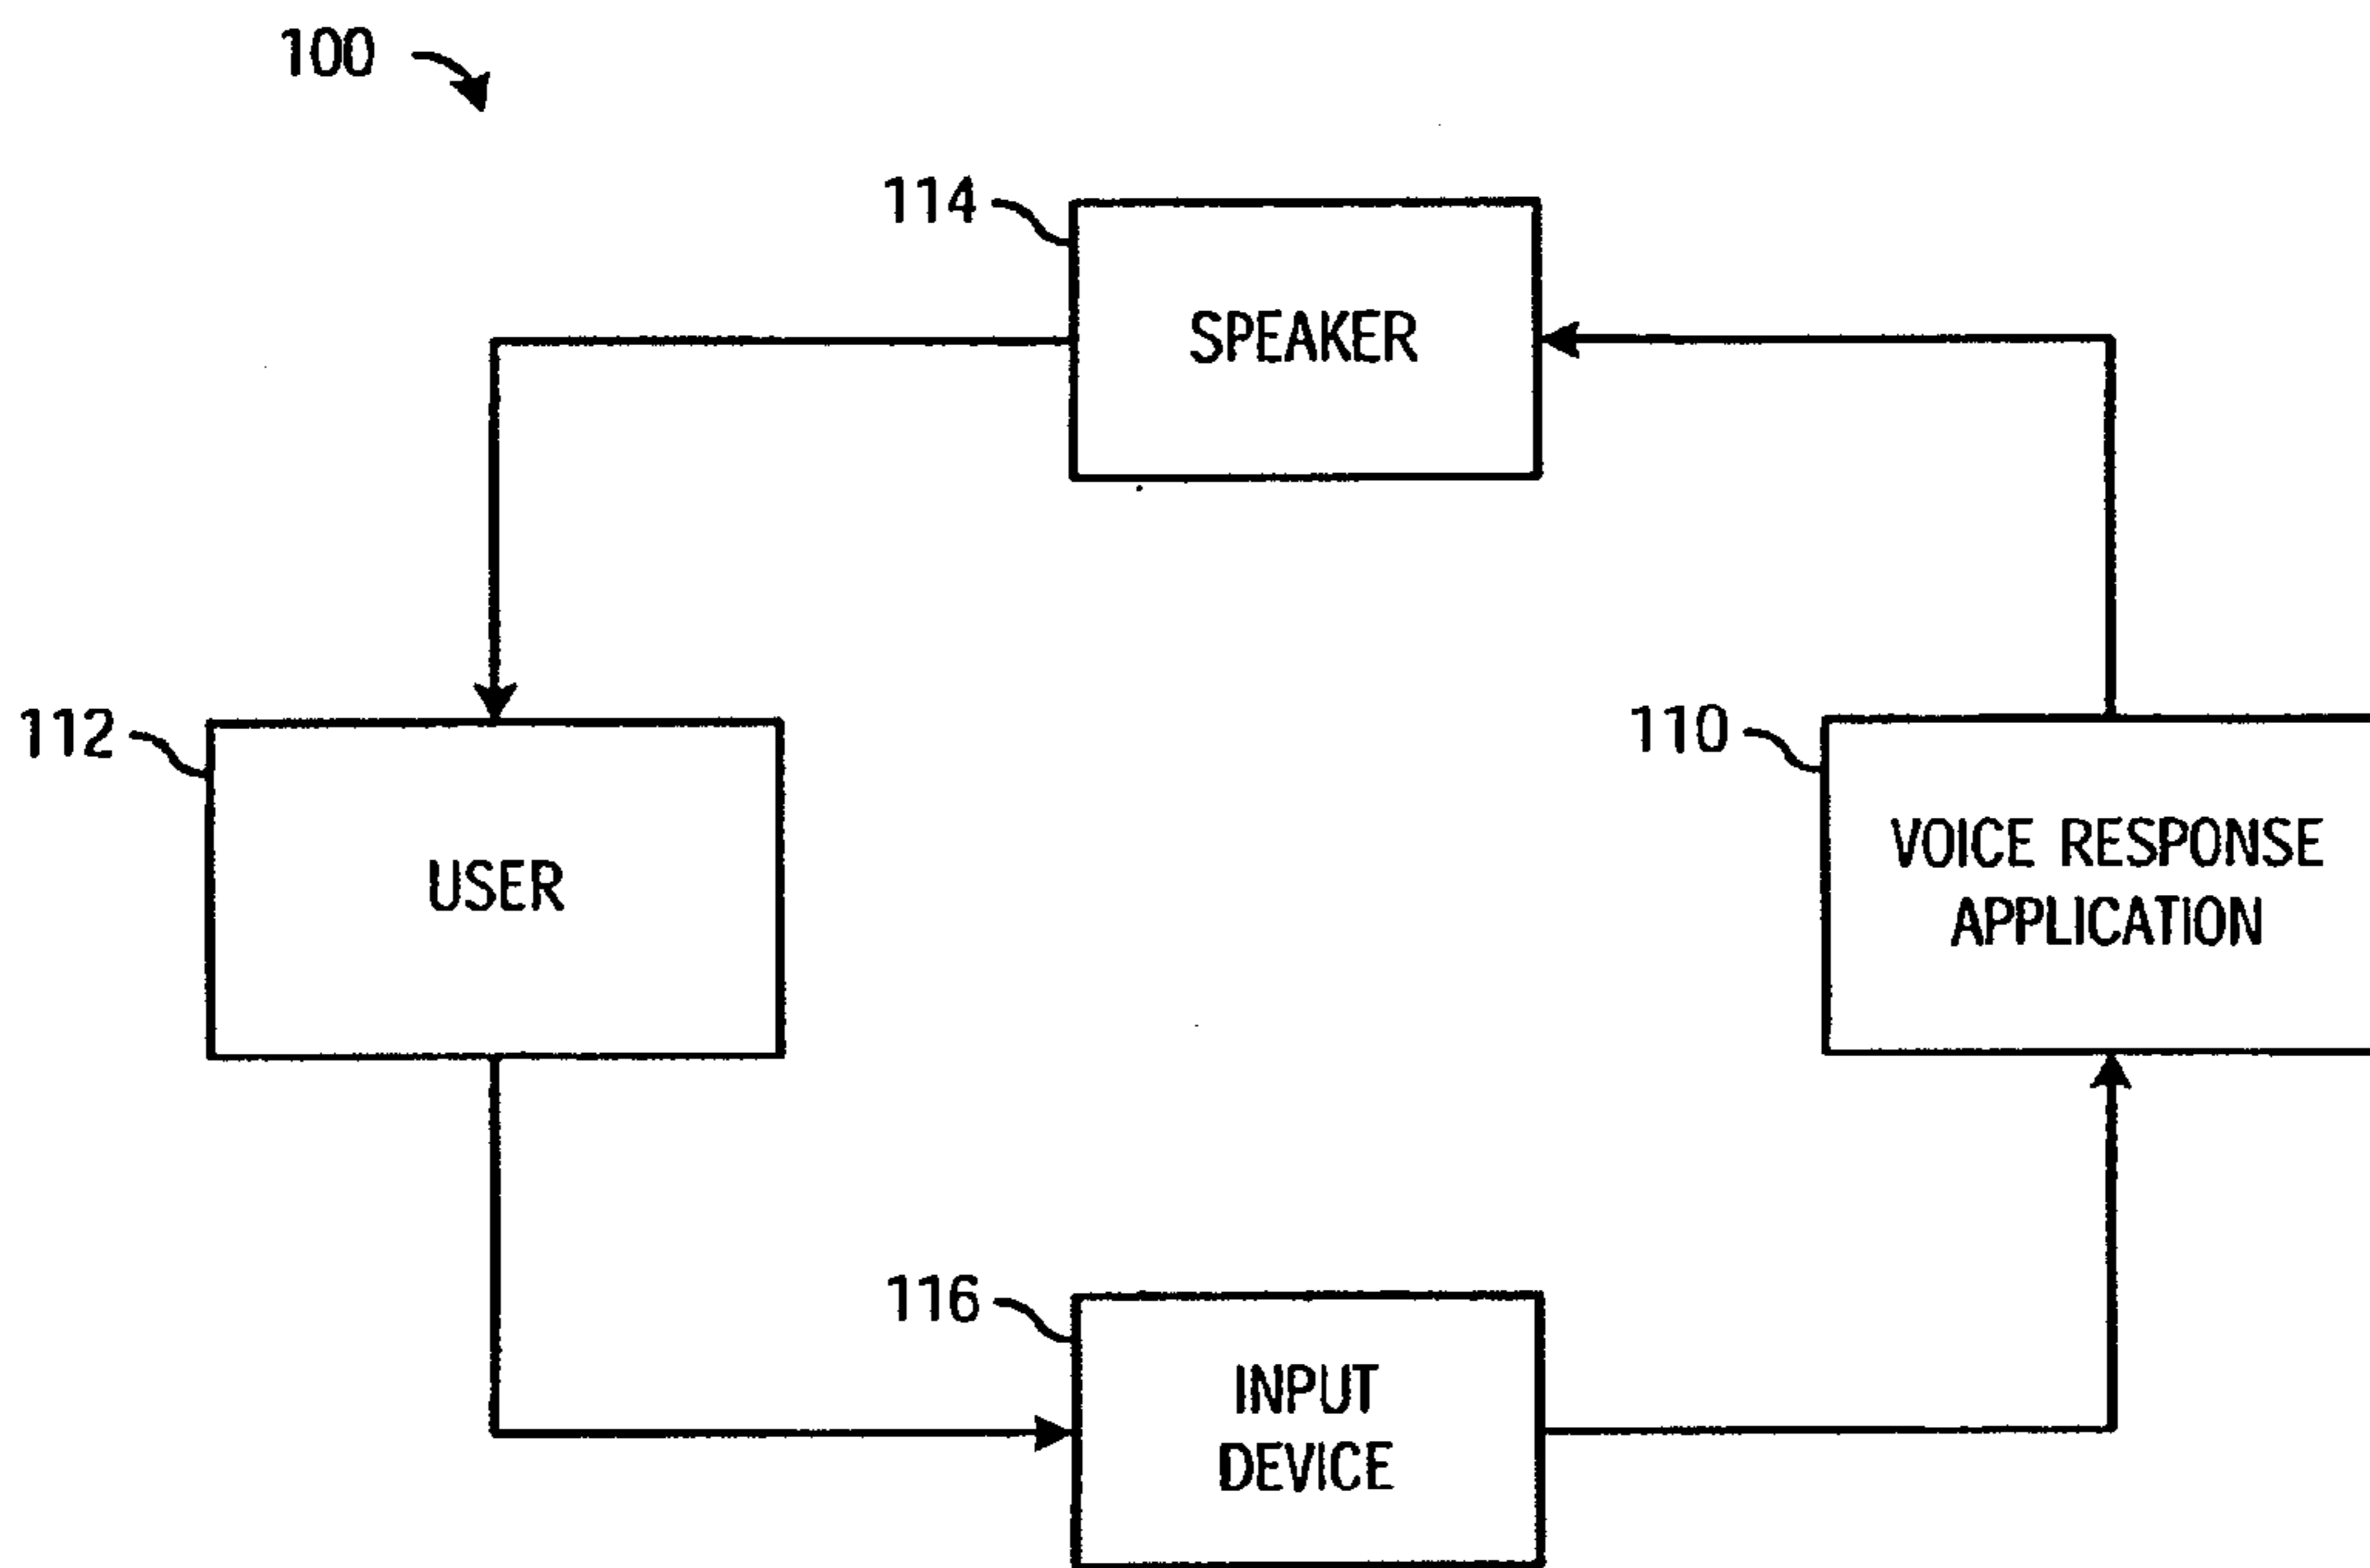 100
114
SPEAKER
112
USER
110
VOICE RESPONSE
APPLICATION
116
INPUT
DEVICE